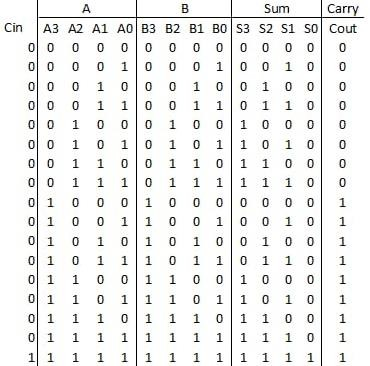 A B Sum Carry
Cin A3 A2 A1 A0 B3 B2 B1 B0 S3 S2 S1 S0 Cout
0 0 0 0 0 0 0 0 0 0 0 0 0 0
0 0 0 0 1 0 0 0 1 0 0 1 0 0
0 0 0 1 0 0 0 1 0 0 1 0 0 0
0 0 0 1 1 0 0 1 1 0 1 1 0 0
0 0 1 0 0 0 1 0 0 1 0 0 0 0
0 0 1 0 1 0 1 0 1 1 0 1 0 0
0 0 1 1 0 0 1 1 0 1 1 0 0 0
0 0 1 1 1 0 1 1 1 1 1 1 0 0
0 1 0 0 0 1 0 0 0 0 0 0 0 1
0 1 0 0 1 1 0 0 1 0 0 1 0 1
0 1 0 1 0 1 0 1 0 0 1 0 0 1
0 1 0 1 1 1 0 1 1 0 1 1 0 1
0 1 1 0 0 1 1 0 0 1 0 0 0 1
0 1 1 0 1 1 1 0 1 1 0 1 0 1
0 1 1 1 0 1 1 1 0 1 1 0 0 1
0 1 1 1 1 1 1 1 1 1 1 1 0 1
1 1 1 1 1 1 1 1 1 1 1 1 1 1